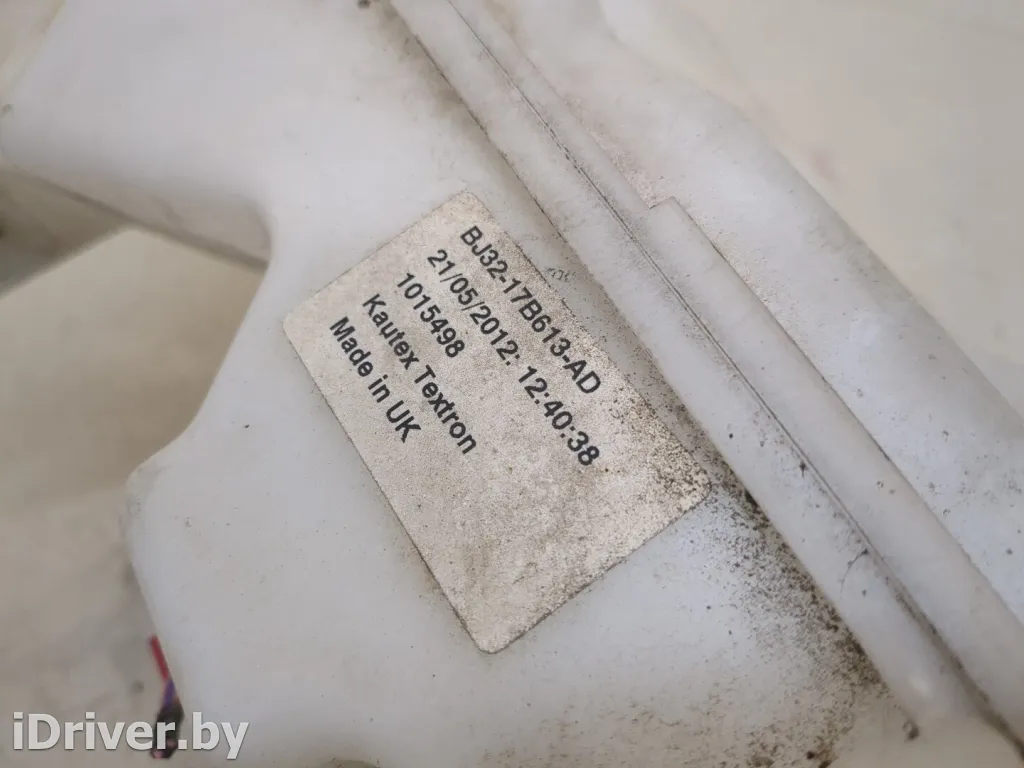 BJ32-17B613-AD
21/05/2012: 12:40:38
1015498
Kautex Textron
Made in UK
iDriver.by